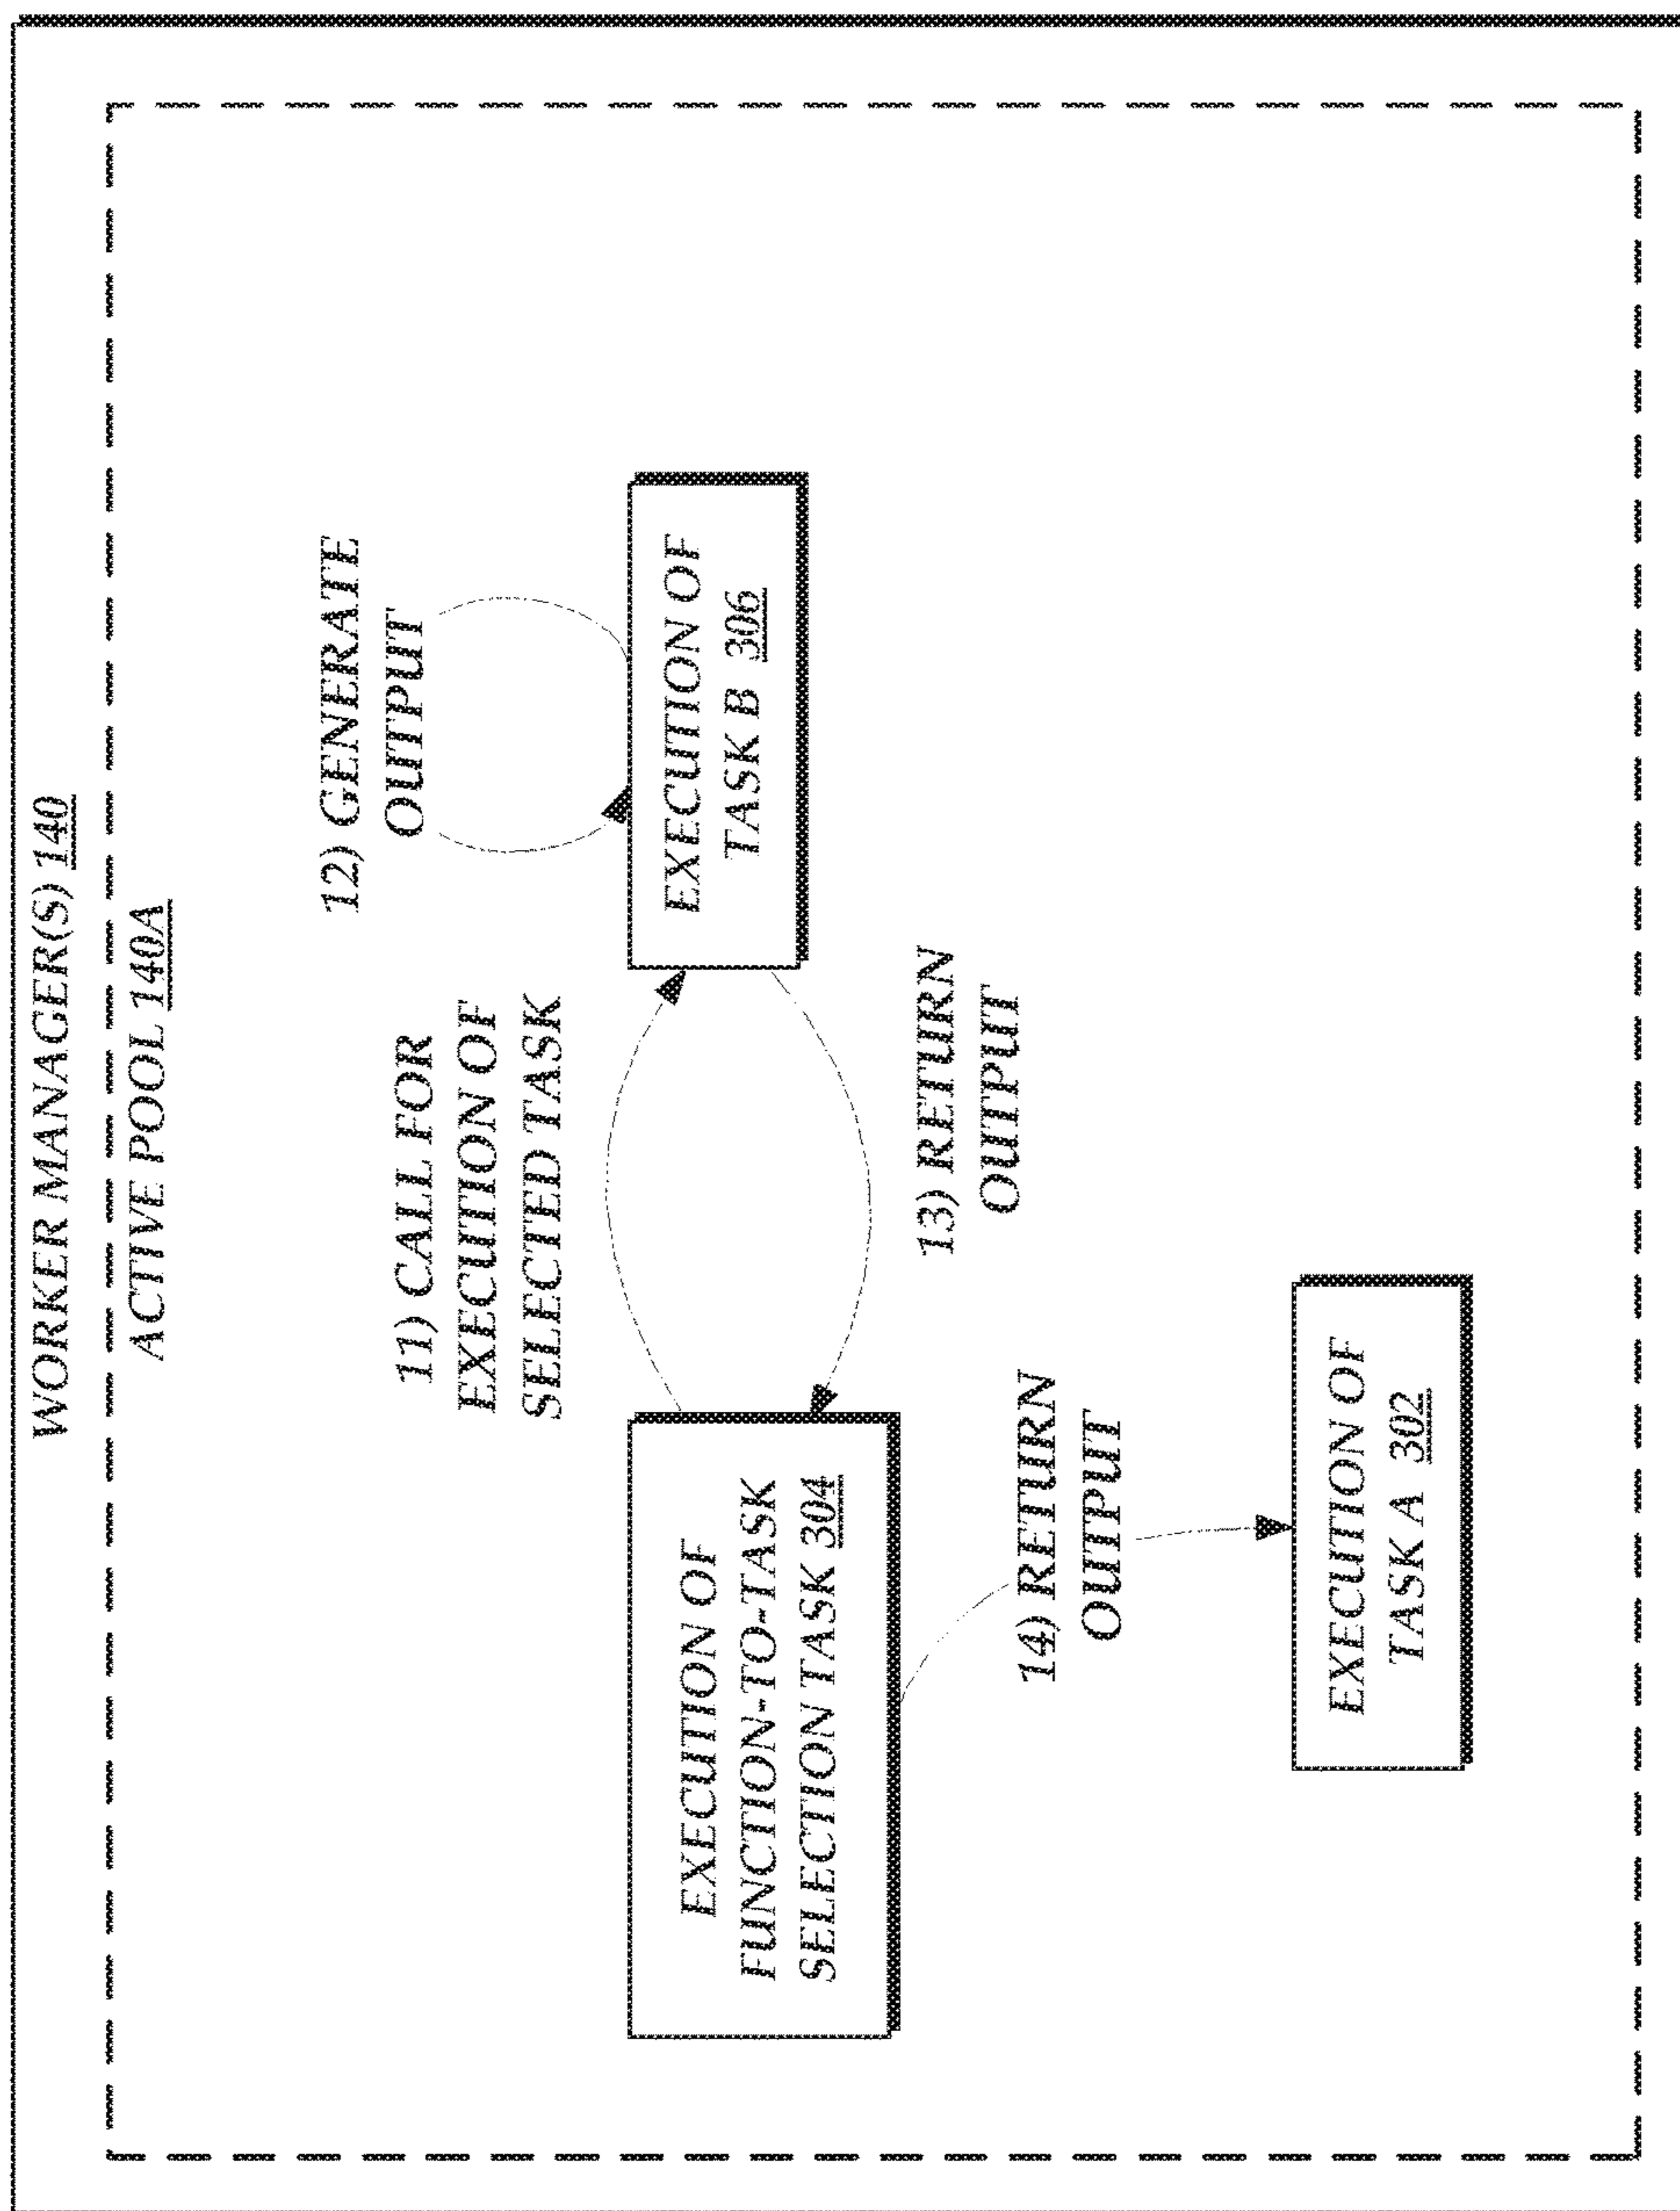 WORKER MANAGER(S) 140
ACTIVE POOL 140A
12) GENERATE
OUTPUT
11) CALL FOR
EXECUTION OF
SELECTED TASK
EXECUTION OF
FUNCTION-TO-TASK
SELECTION TASK 304
EXECUTION OF
TASK B 306
13) RETURN
OUTPUT
14) RETURN
OUTPUT
EXECUTION OF
TASK A 302